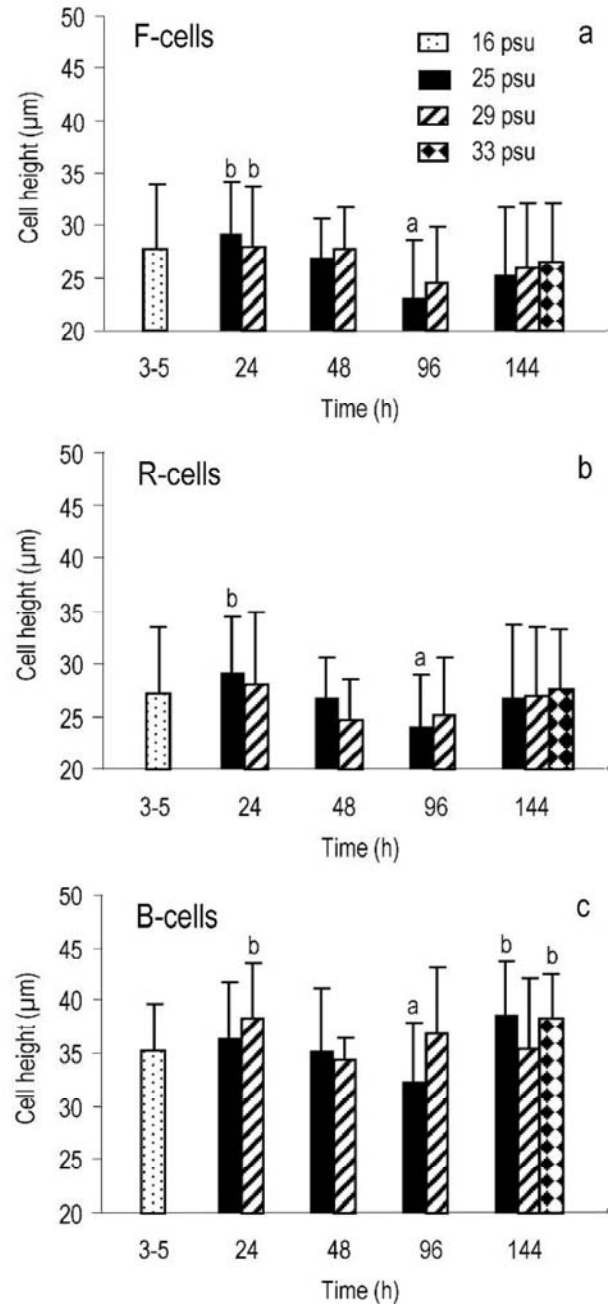 F-cells
a
16 psu
25 psu
29 psu
33 psu
Cell height (µm)
50
45
40
35
30
25
20
b b
a
3-5 24 48 96 144
Time (h)
R-cells
b
Cell height (µm)
50
45
40
35
30
25
20
b
a
3-5 24 48 96 144
Time (h)
B-cells
c
Cell height (µm)
50
45
40
35
30
25
20
b
a
b b
3-5 24 48 96 144
Time (h)